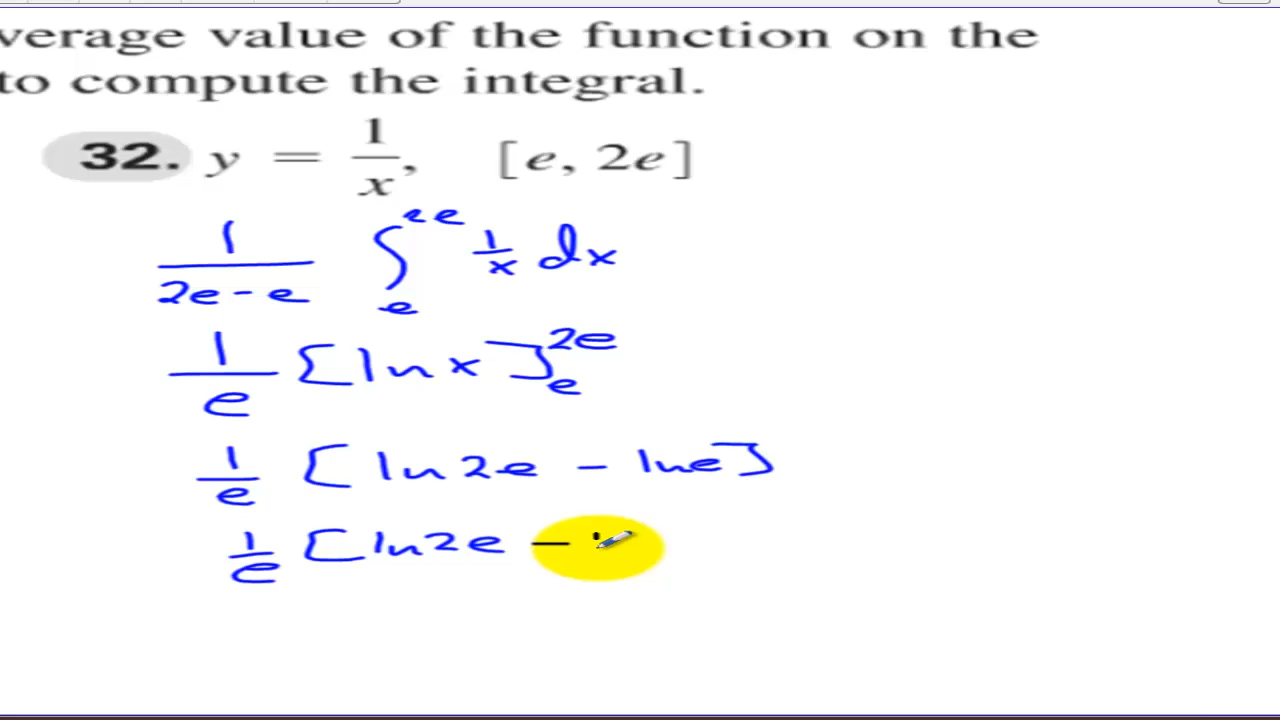 verage value of the function on the
to compute the integral.
32. y = 1/x, [e, 2e]
1/(2e - e) ∫_e^{2e} 1/x dx
1/e [ln x]_e^{2e}
1/e [ln 2e - ln e]
1/e [ln 2e -